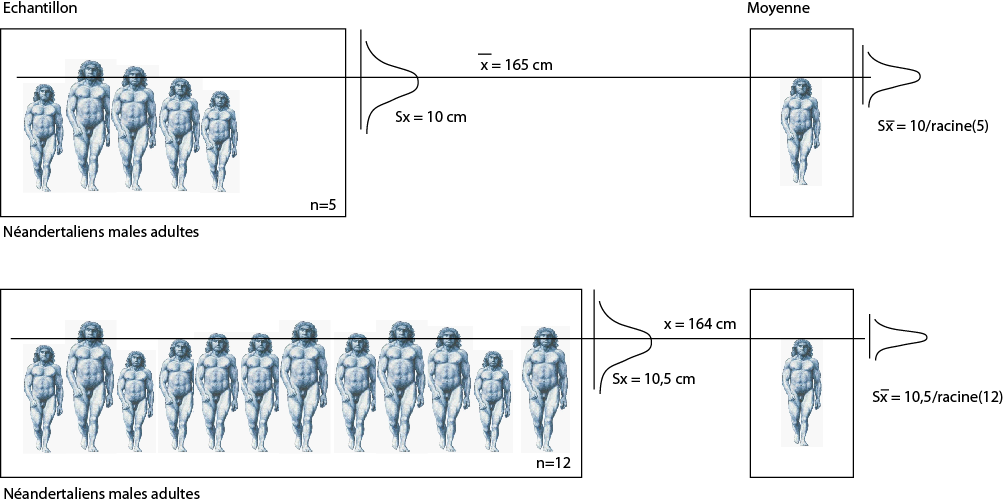 Echantillon
Moyenne
x̅ = 165 cm
Sx = 10 cm
Sx̅ = 10/racine(5)
n=5
Néandertaliens males adultes
x = 164 cm
Sx = 10,5 cm
Sx̅ = 10,5/racine(12)
n=12
Néandertaliens males adultes